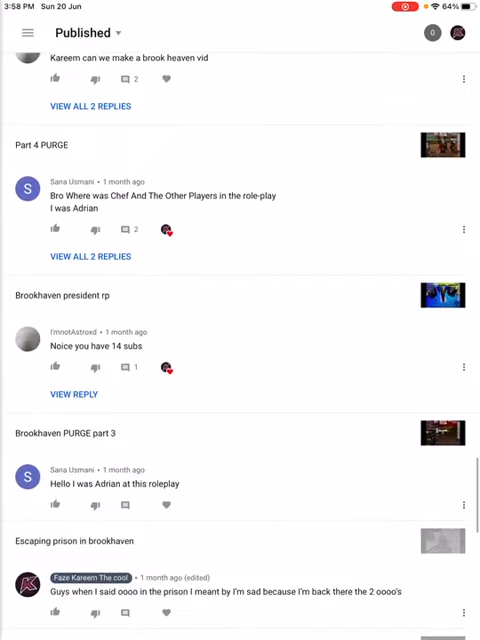 3:58 PM Sun 20 Jun
64%
Published
0
Kareem can we make a brook heaven vid
2
VIEW ALL 2 REPLIES
Part 4 PURGE
S
Sana Usmani • 1 month ago
Bro Where was Chef And The Other Players in the role-play
I was Adrian
2
VIEW ALL 2 REPLIES
Brookhaven president rp
I'mnotAstroxd • 1 month ago
Noice you have 14 subs
1
VIEW REPLY
Brookhaven PURGE part 3
S
Sana Usmani • 1 month ago
Hello I was Adrian at this roleplay
Escaping prison in brookhaven
Faze Kareem The cool • 1 month ago (edited)
Guys when I said oooo in the prison I meant by I'm sad because I'm back there the 2 oooo's